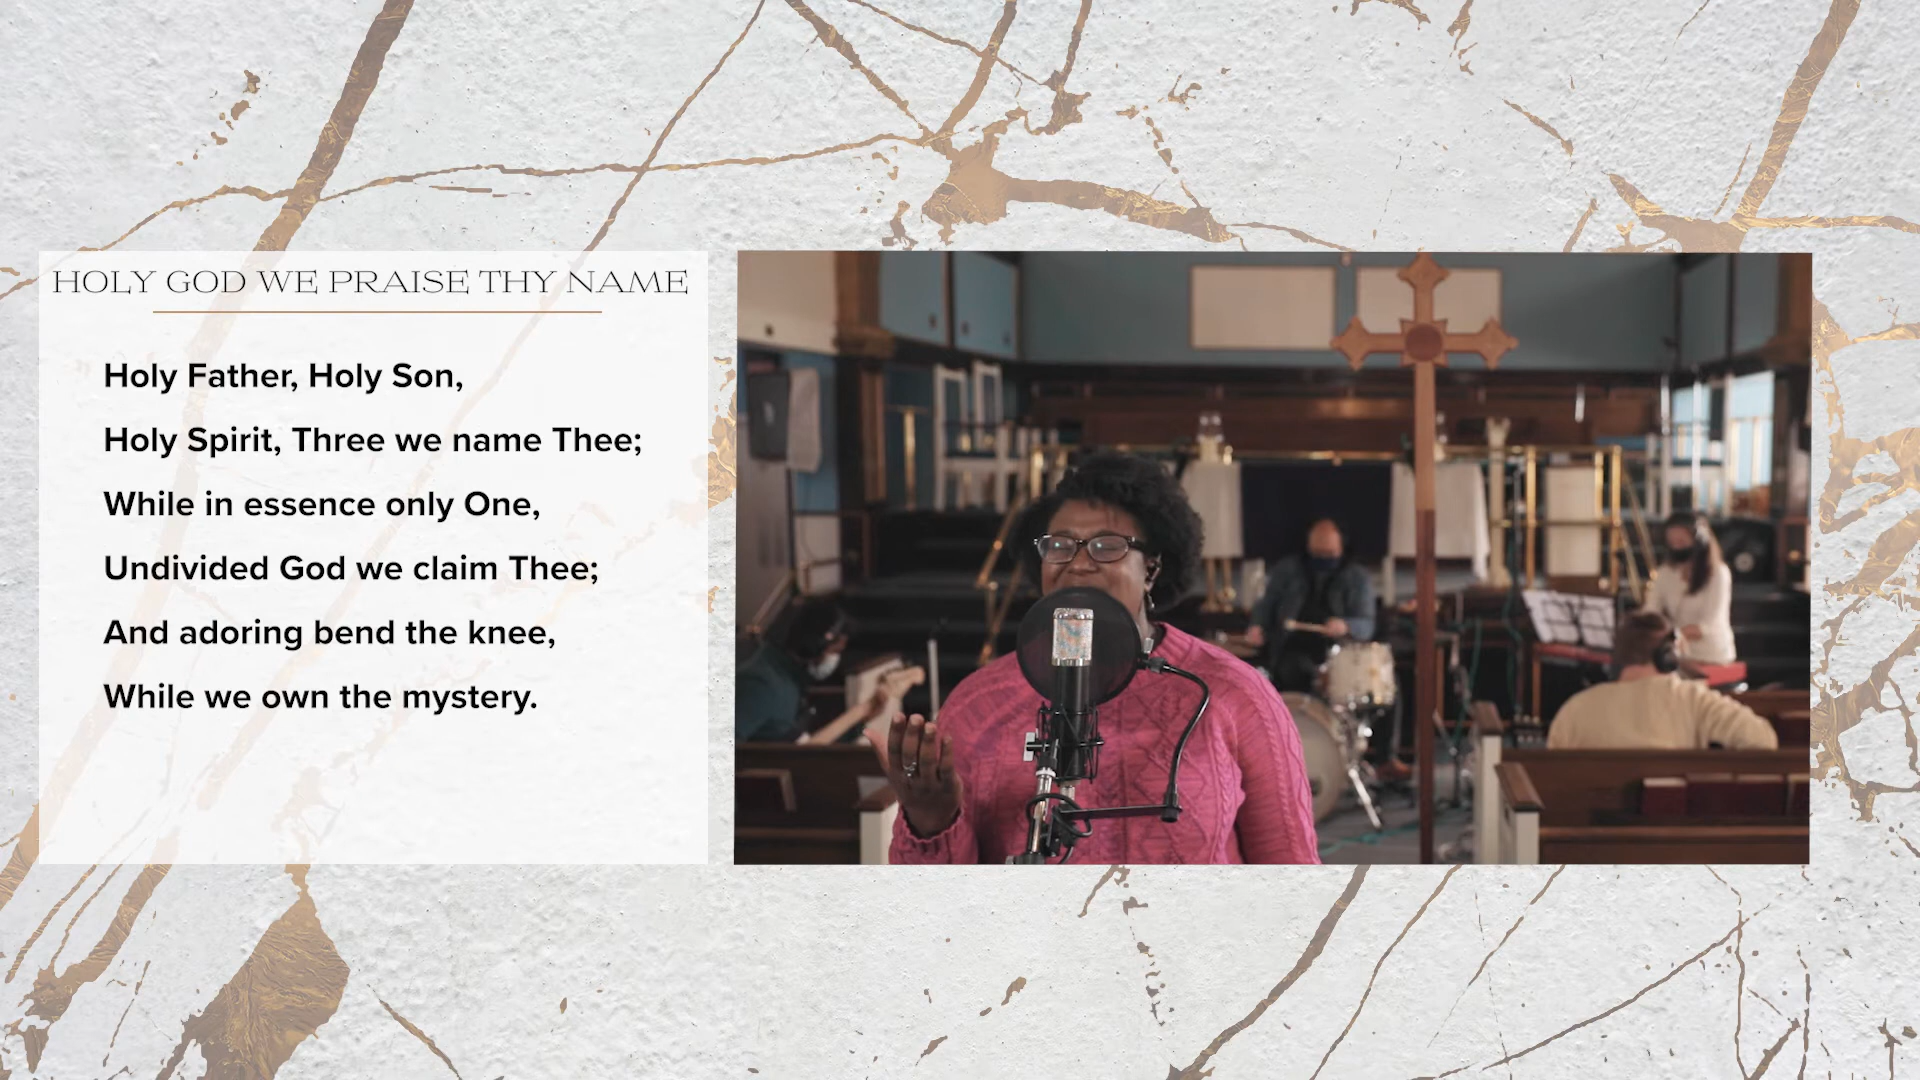 HOLY GOD WE PRAISE THY NAME
Holy Father, Holy Son,
Holy Spirit, Three we name Thee;
While in essence only One,
Undivided God we claim Thee;
And adoring bend the knee,
While we own the mystery.